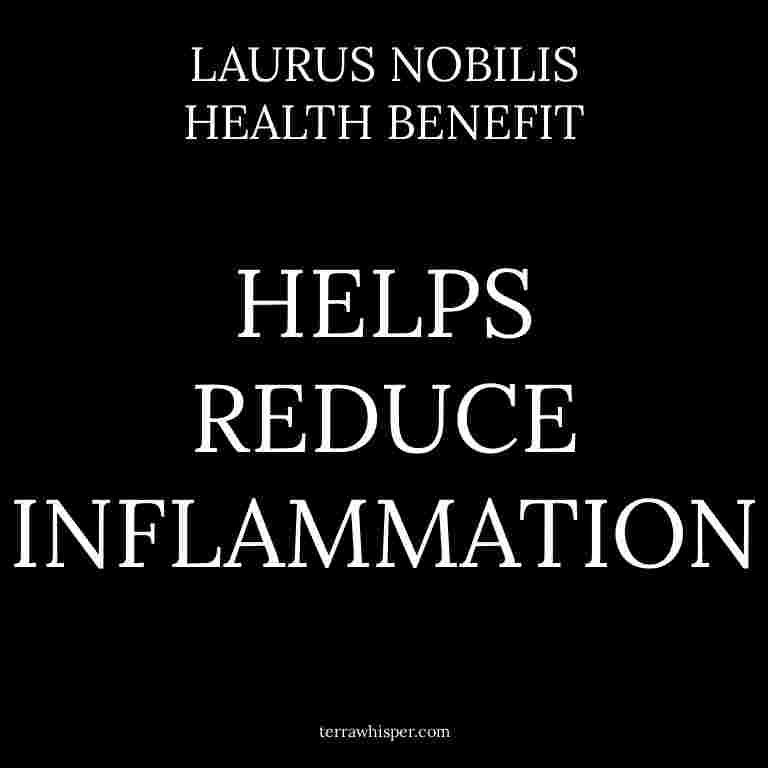 LAURUS NOBILIS
HEALTH BENEFIT
HELPS
REDUCE
INFLAMMATION
terrawhisper.com